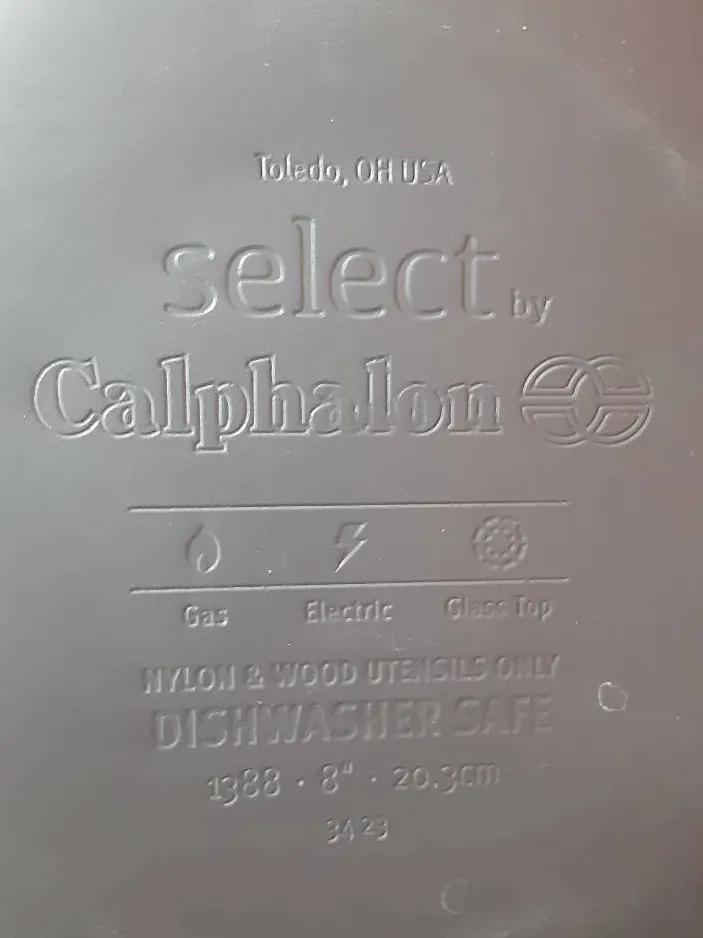 Toledo, OH USA
select by
Calphalon
Gas Electric Glass Top
NYLON & WOOD UTENSILS ONLY
DISHWASHER SAFE
1388 · 8" · 20.3cm
3423